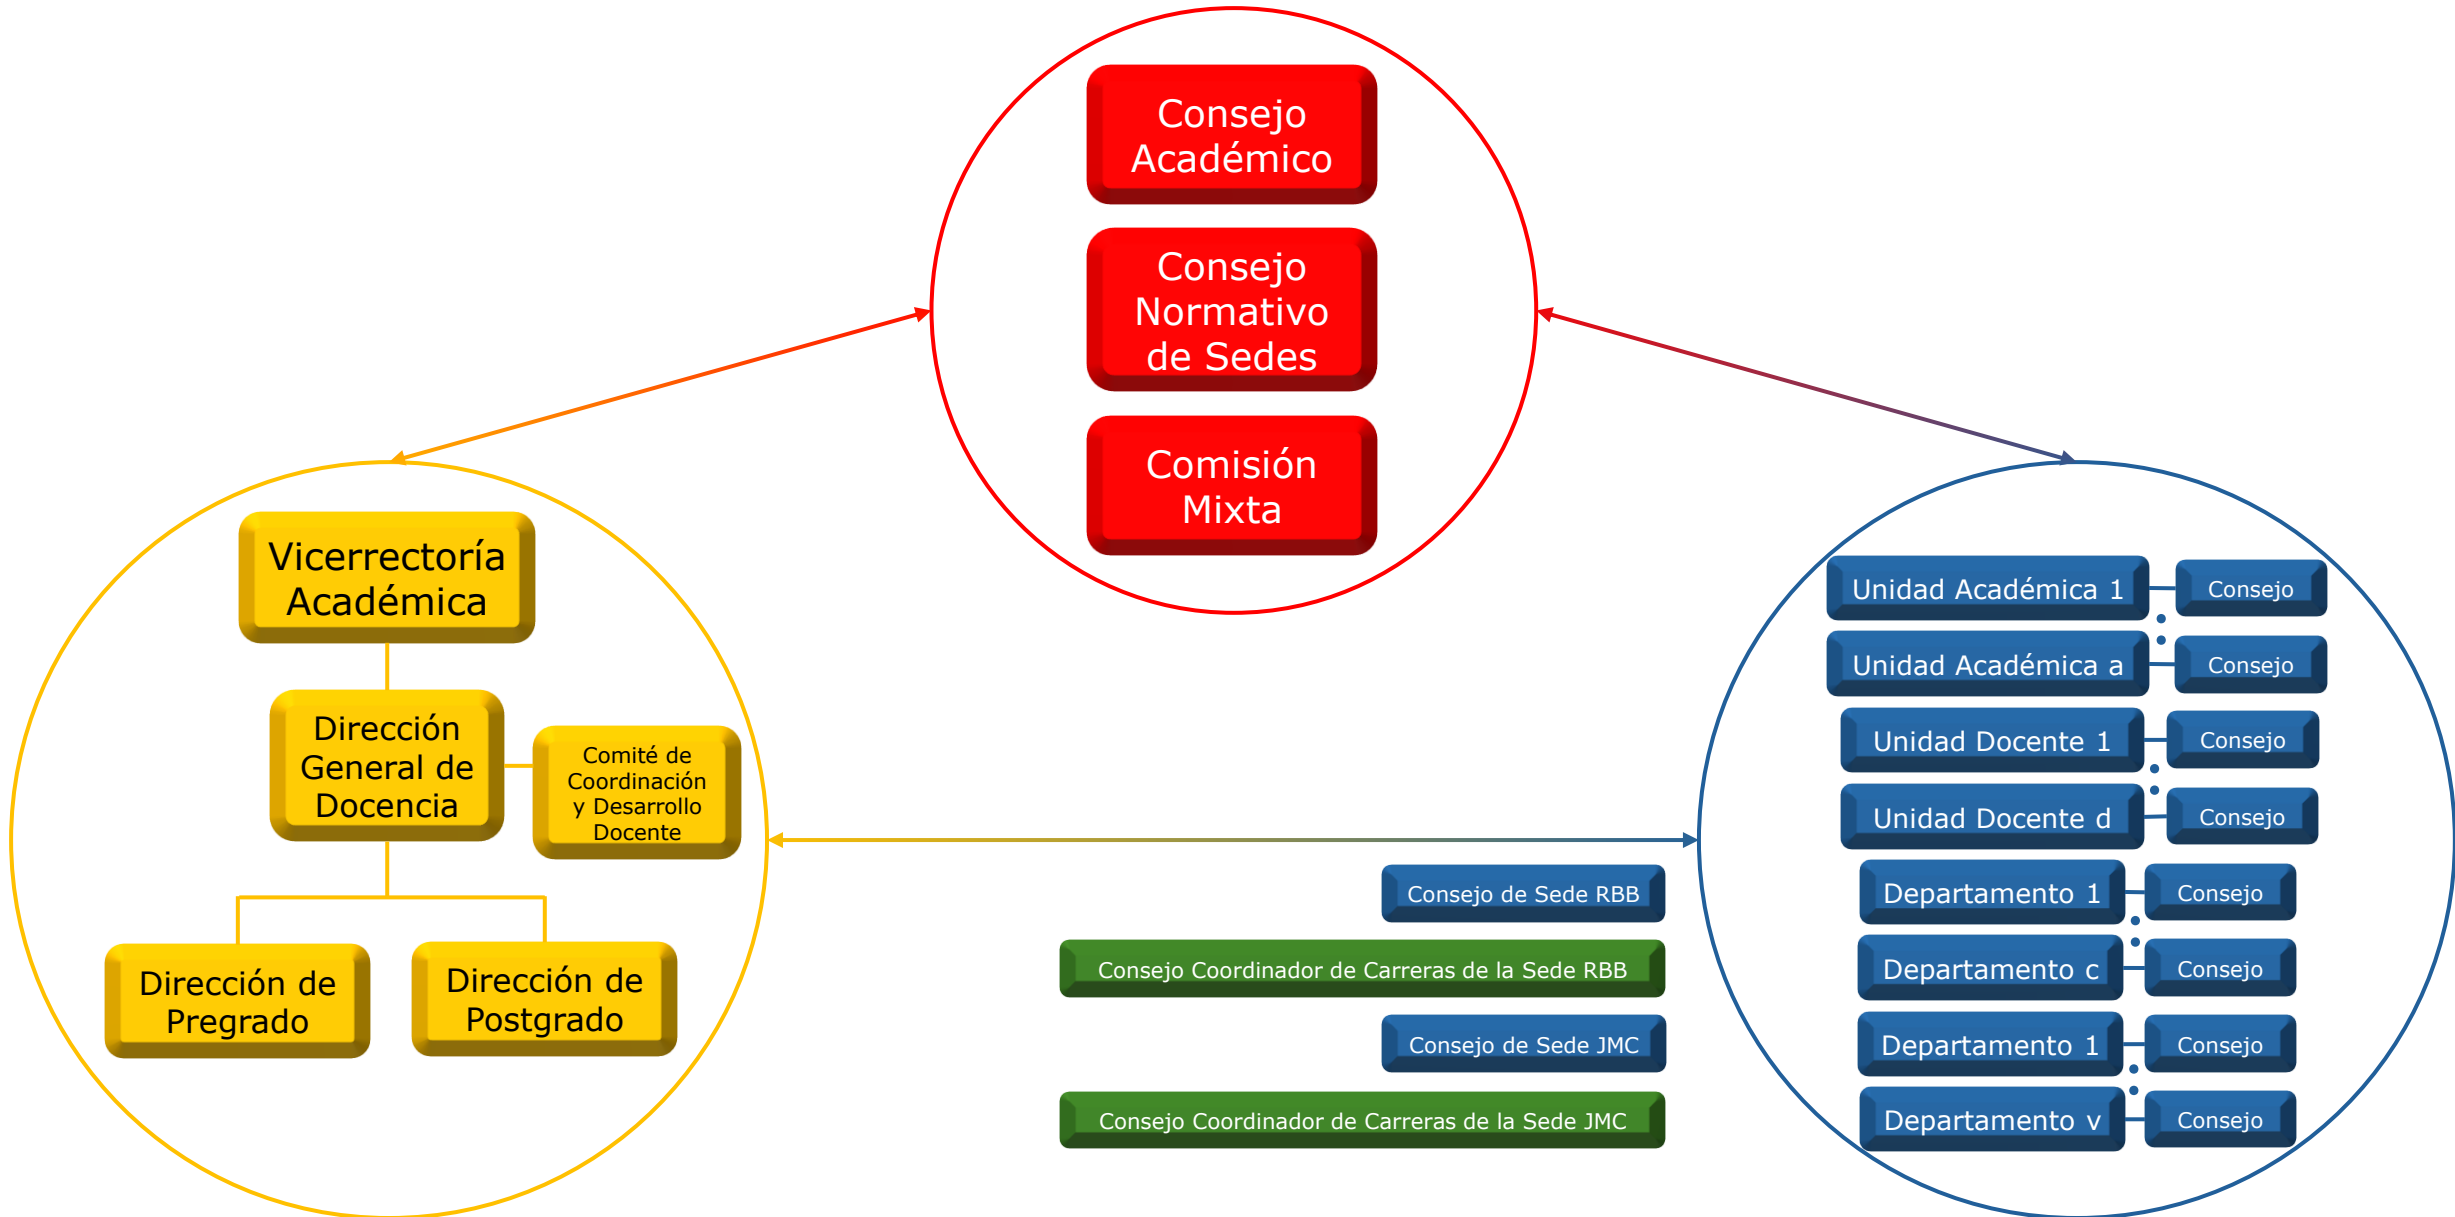 Consejo
Académico
Consejo
Normativo
de Sedes
Comisión
Mixta
Vicerrectoría
Académica
Dirección
General de
Docencia
Comité de
Coordinación
y Desarrollo
Docente
Dirección de
Pregrado
Dirección de
Postgrado
Consejo de Sede RBB
Consejo Coordinador de Carreras de la Sede RBB
Consejo de Sede JMC
Consejo Coordinador de Carreras de la Sede JMC
Unidad Académica 1
Consejo
Unidad Académica a
Consejo
Unidad Docente 1
Consejo
Unidad Docente d
Consejo
Departamento 1
Consejo
Departamento c
Consejo
Departamento 1
Consejo
Departamento v
Consejo